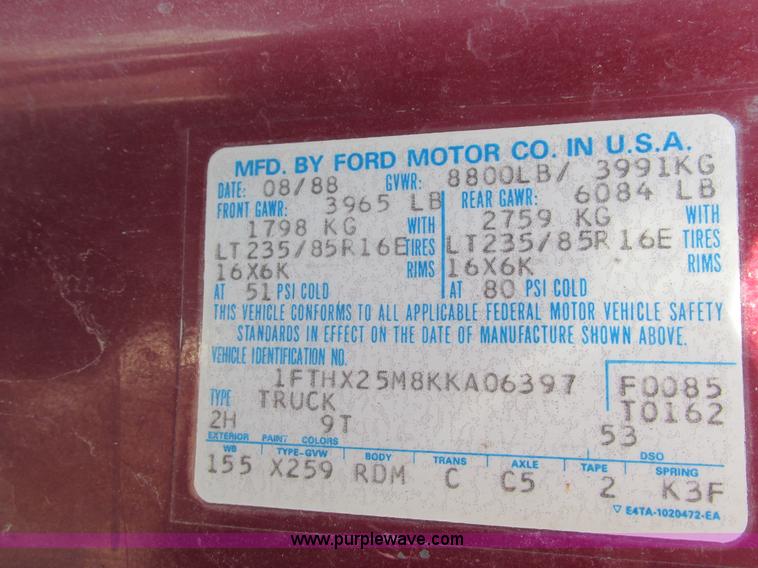 MFD. BY FORD MOTOR CO. IN U.S.A.
DATE: 08/88 GVWR: 8800LB/ 3991KG
FRONT GAWR: 3965 LB REAR GAWR: 6084 LB
1798 KG WITH 2759 KG WITH
LT235/85R16E TIRES LT235/85R16E TIRES
16X6K RIMS 16X6K RIMS
AT 51 PSI COLD AT 80 PSI COLD
THIS VEHICLE CONFORMS TO ALL APPLICABLE FEDERAL MOTOR VEHICLE SAFETY
STANDARDS IN EFFECT ON THE DATE OF MANUFACTURE SHOWN ABOVE.
VEHICLE IDENTIFICATION NO.
1FTHX25M8KKA06397 F0085
TYPE TRUCK T0162
2H 9T 53
EXTERIOR PAINT COLORS DSO
WB TYPE-GVW BODY TRANS AXLE TAPE SPRING
155 X259 RDM C C5 2 K3F
▽ E4TA-1020472-EA
www.purplewave.com